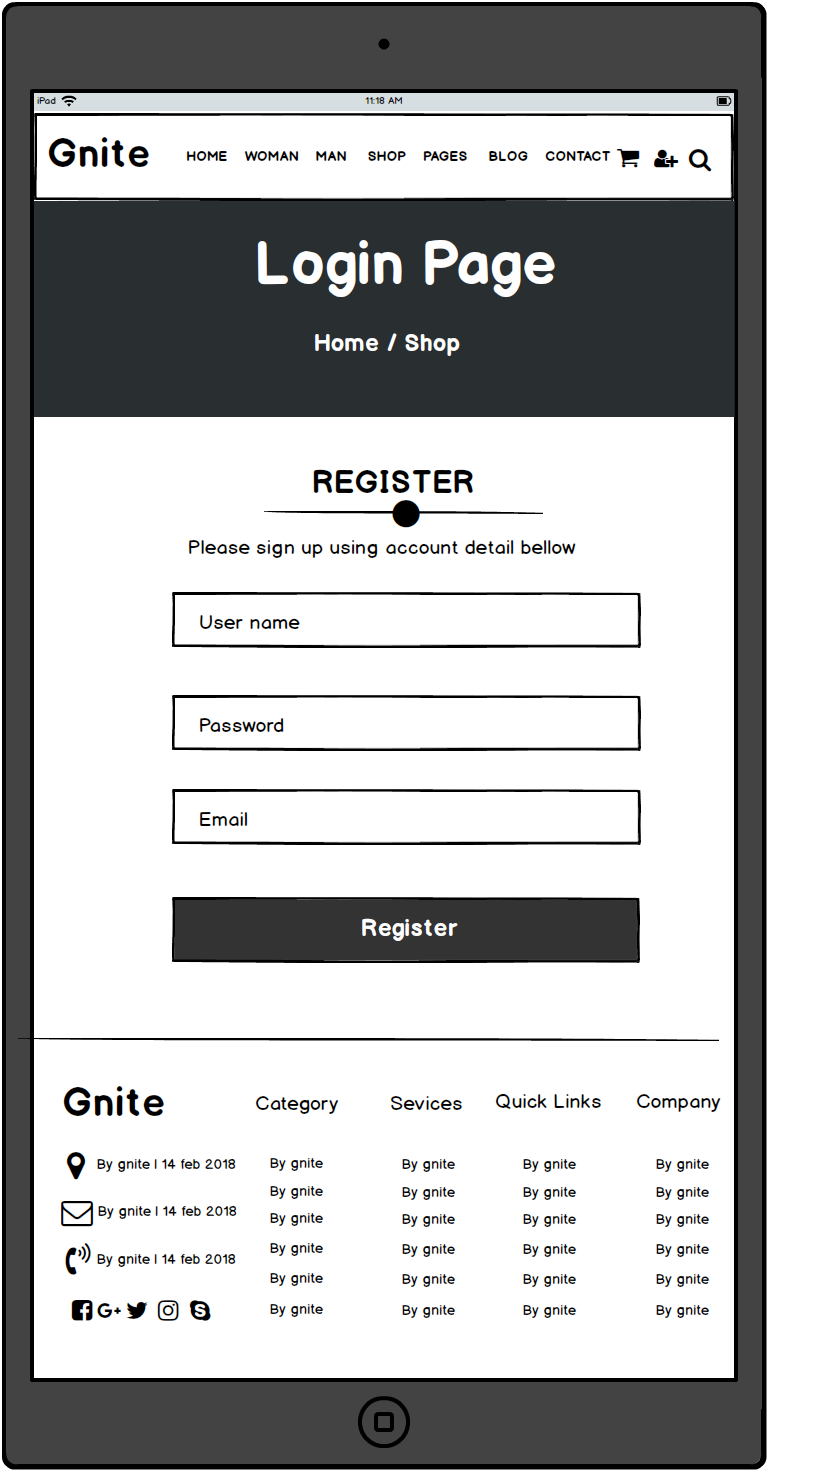 iPad 11:18 AM
Gnite HOME WOMAN MAN SHOP PAGES BLOG CONTACT
Login Page
Home / Shop
REGISTER
Please sign up using account detail bellow
User name
Password
Email
Register
Gnite Category Sevices Quick Links Company
By gnite | 14 feb 2018 By gnite By gnite By gnite By gnite
By gnite By gnite By gnite By gnite
By gnite | 14 feb 2018 By gnite By gnite By gnite By gnite
By gnite | 14 feb 2018 By gnite By gnite By gnite By gnite
By gnite By gnite By gnite By gnite
G+ By gnite By gnite By gnite By gnite